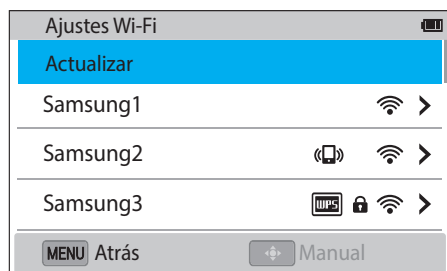 Ajustes Wi-Fi
Actualizar
Samsung1
Samsung2
WPS
Samsung3
MENU Atrás Manual